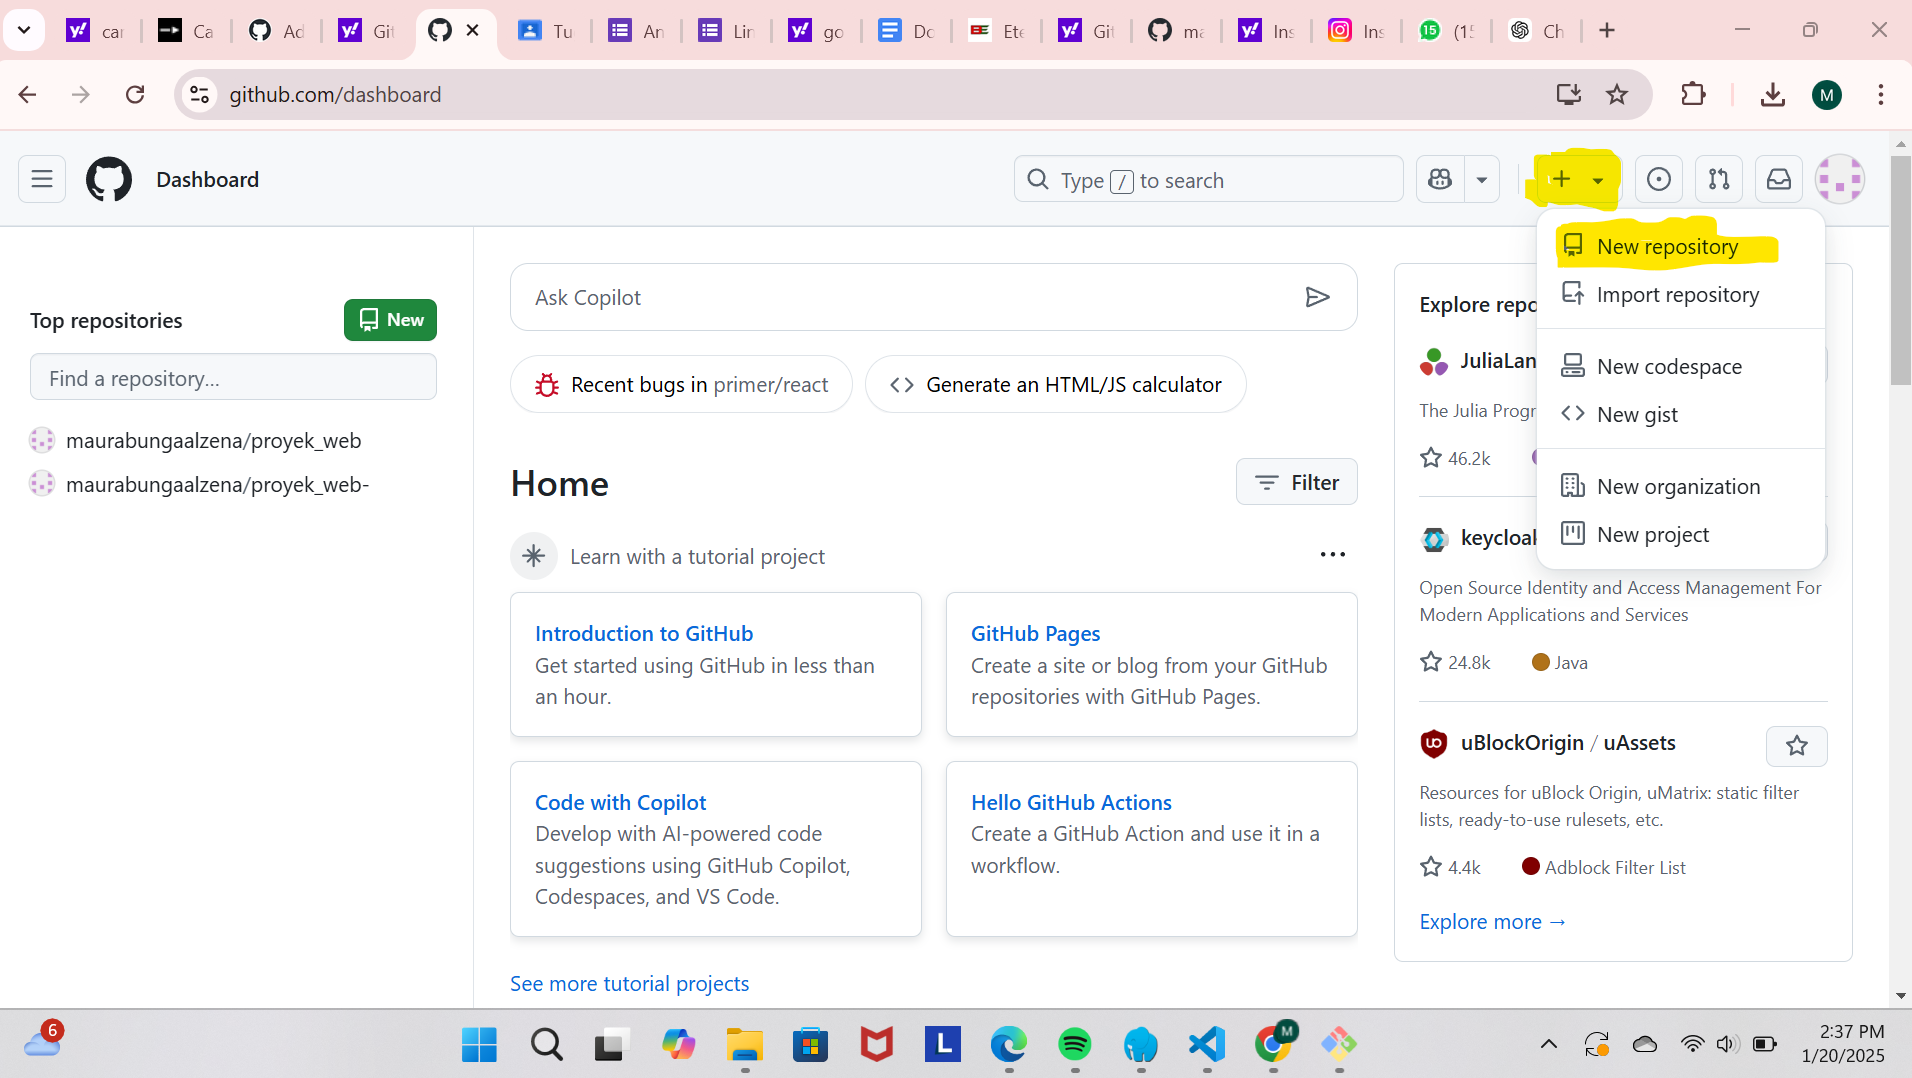 car
Ca
Ad
Git
Tu
An
Lin
go
Do
Ete
Git
ma
Ins
Ins
(15
Ch
github.com/dashboard
M
Dashboard
Type / to search
New repository
Import repository
New codespace
New gist
New organization
New project
Top repositories
New
Find a repository...
maurabungaalzena/proyek_web
maurabungaalzena/proyek_web-
Ask Copilot
Recent bugs in primer/react
Generate an HTML/JS calculator
Home
Filter
Learn with a tutorial project
Introduction to GitHub
Get started using GitHub in less than
an hour.
GitHub Pages
Create a site or blog from your GitHub
repositories with GitHub Pages.
Code with Copilot
Develop with AI-powered code
suggestions using GitHub Copilot,
Codespaces, and VS Code.
Hello GitHub Actions
Create a GitHub Action and use it in a
workflow.
See more tutorial projects
Explore repo
JuliaLan
The Julia Progr
46.2k
keycloak
Open Source Identity and Access Management For
Modern Applications and Services
24.8k
Java
uBlockOrigin / uAssets
Resources for uBlock Origin, uMatrix: static filter
lists, ready-to-use rulesets, etc.
4.4k
Adblock Filter List
Explore more →
6
L
M
2:37 PM
1/20/2025